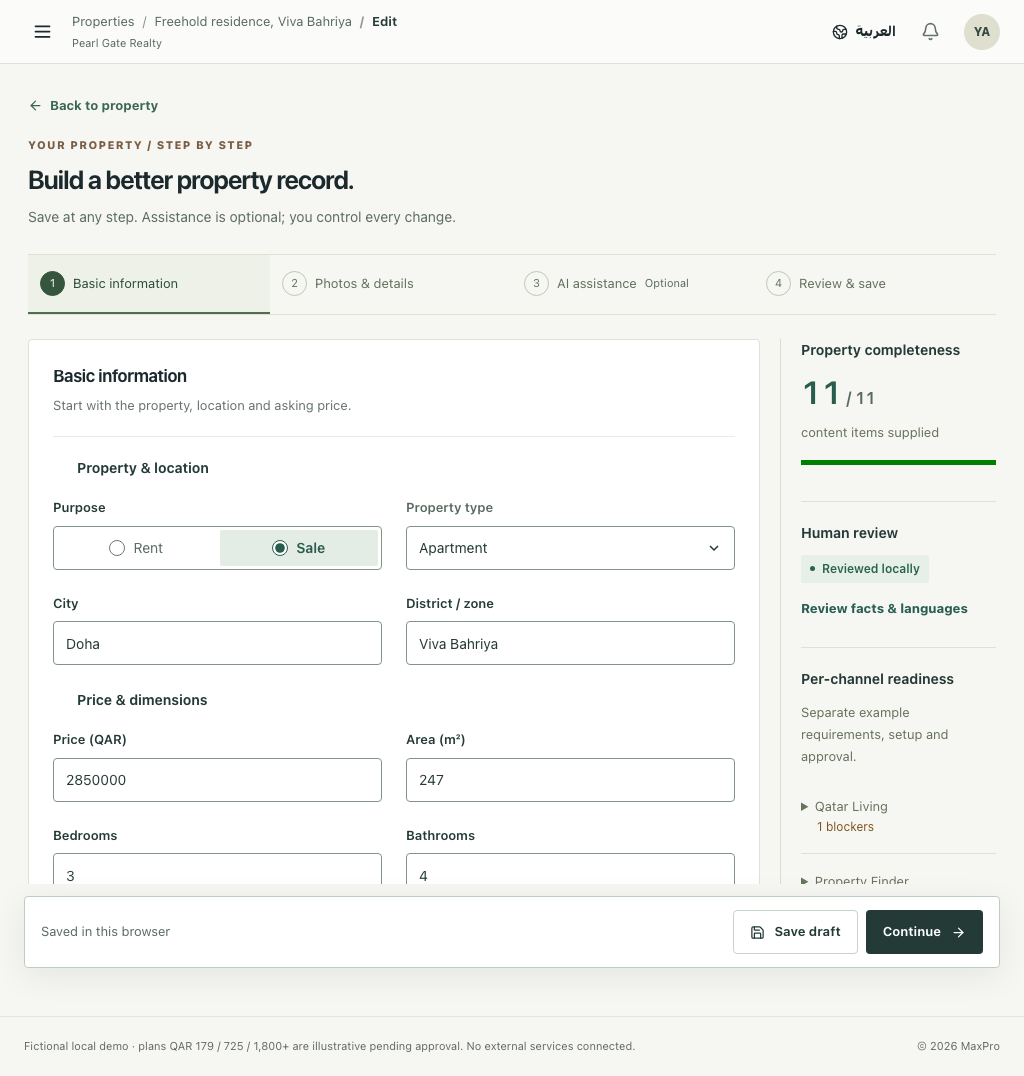 Properties / Freehold residence, Viva Bahriya / Edit
Pearl Gate Realty
العربية
YA
Back to property
YOUR PROPERTY / STEP BY STEP
Build a better property record.
Save at any step. Assistance is optional; you control every change.
1 Basic information
2 Photos & details
3 AI assistance Optional
4 Review & save
Basic information
Start with the property, location and asking price.
Property & location
Purpose
Rent
Sale
Property type
Apartment
City
Doha
District / zone
Viva Bahriya
Price & dimensions
Price (QAR)
2850000
Area (m²)
247
Bedrooms
3
Bathrooms
4
Property completeness
11 / 11
content items supplied
Human review
Reviewed locally
Review facts & languages
Per-channel readiness
Separate example
requirements, setup and
approval.
Qatar Living
1 blockers
Property Finder
Saved in this browser
Save draft
Continue
Fictional local demo · plans QAR 179 / 725 / 1,800+ are illustrative pending approval. No external services connected.
© 2026 MaxPro